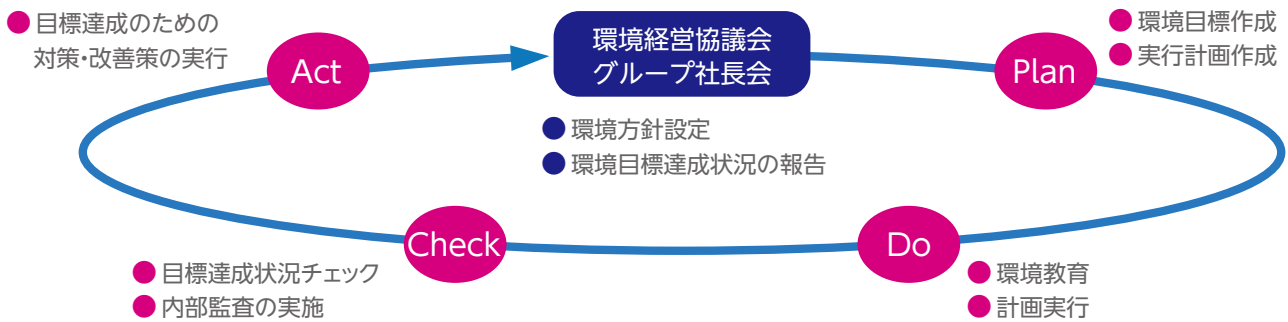 ● 目標達成のための
対策・改善策の実行
Act
環境経営協議会
グループ社長会
● 環境方針設定
● 環境目標達成状況の報告
Plan
● 環境目標作成
● 実行計画作成
Check
● 目標達成状況チェック
● 内部監査の実施
Do
● 環境教育
● 計画実行